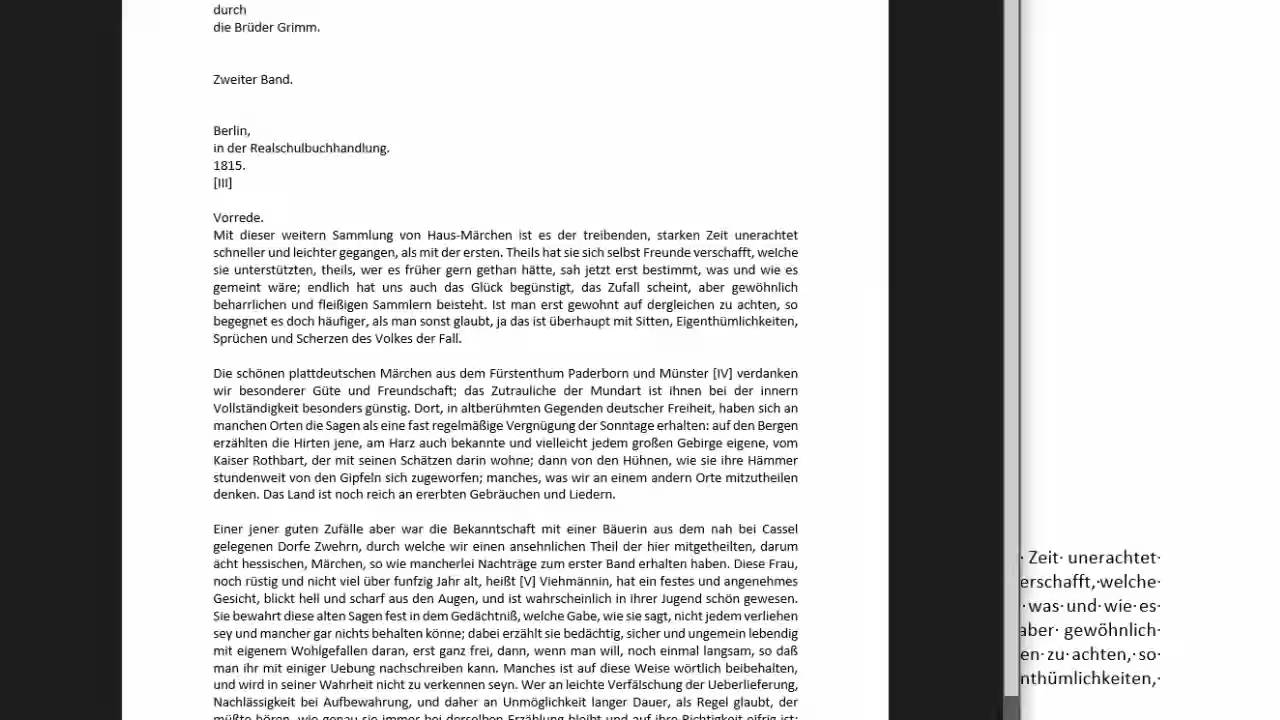 durch
die Brüder Grimm.
Zweiter Band.
Berlin,
in der Realschulbuchhandlung.
1815.
[III]
Vorrede.
Mit dieser weitern Sammlung von Haus-Märchen ist es der treibenden, starken Zeit unerachtet
schneller und leichter gegangen, als mit der ersten. Theils hat sie sich selbst Freunde verschafft, welche
sie unterstützten, theils, wer es früher gern gethan hätte, sah jetzt erst bestimmt, was und wie es
gemeint wäre; endlich hat uns auch das Glück begünstigt, das Zufall scheint, aber gewöhnlich
beharrlichen und fleißigen Sammlern beisteht. Ist man erst gewohnt auf dergleichen zu achten, so
begegnet es doch häufiger, als man sonst glaubt, ja das ist überhaupt mit Sitten, Eigenthümlichkeiten,
Sprüchen und Scherzen des Volkes der Fall.
Die schönen plattdeutschen Märchen aus dem Fürstenthum Paderborn und Münster [IV] verdanken
wir besonderer Güte und Freundschaft; das Zutrauliche der Mundart ist ihnen bei der innern
Vollständigkeit besonders günstig. Dort, in altberühmten Gegenden deutscher Freiheit, haben sich an
manchen Orten die Sagen als eine fast regelmäßige Vergnügung der Sonntage erhalten: auf den Bergen
erzählten die Hirten jene, am Harz auch bekannte und vielleicht jedem großen Gebirge eigene, vom
Kaiser Rothbart, der mit seinen Schätzen darin wohne; dann von den Hühnen, wie sie ihre Hämmer
stundenweit von den Gipfeln sich zugeworfen; manches, was wir an einem andern Orte mitzutheilen
denken. Das Land ist noch reich an ererbten Gebräuchen und Liedern.
Einer jener guten Zufälle aber war die Bekanntschaft mit einer Bäuerin aus dem nah bei Cassel
gelegenen Dorfe Zwehrn, durch welche wir einen ansehnlichen Theil der hier mitgetheilten, darum
ächt hessischen, Märchen, so wie mancherlei Nachträge zum ersten Band erhalten haben. Diese Frau,
noch rüstig und nicht viel über funfzig Jahr alt, heißt [V] Viehmännin, hat ein festes und angenehmes
Gesicht, blickt hell und scharf aus den Augen, und ist wahrscheinlich in ihrer Jugend schön gewesen.
Sie bewahrt diese alten Sagen fest in dem Gedächtniß, welche Gabe, wie sie sagt, nicht jedem verliehen
sey und mancher gar nichts behalten könne; dabei erzählt sie bedächtig, sicher und ungemein lebendig
mit eigenem Wohlgefallen daran, erst ganz frei, dann, wenn man will, noch einmal langsam, so daß
man ihr mit einiger Uebung nachschreiben kann. Manches ist auf diese Weise wörtlich beibehalten,
und wird in seiner Wahrheit nicht zu verkennen seyn. Wer an leichte Verfälschung der Ueberlieferung,
Nachlässigkeit bei Aufbewahrung, und daher an Unmöglichkeit langer Dauer, als Regel glaubt, der
müßte hören, wie genau sie immer bei derselben Erzählung bleibt und auf ihre Richtigkeit eifrig ist;
· Zeit· unerachtet·
erschafft,·welche·
·was·und·wie·es·
aber· gewöhnlich·
en·zu·achten,·so·
nthümlichkeiten,·